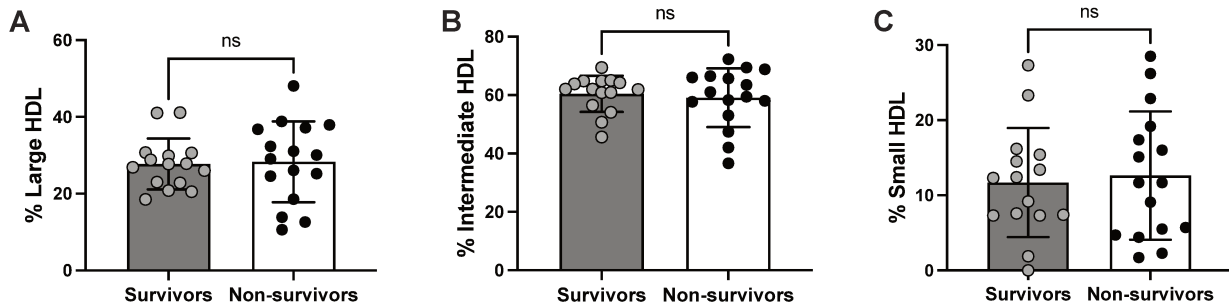 A
% Large HDL
60
40
20
0
ns
Survivors Non-survivors
B
% Intermediate HDL
80
60
40
20
0
ns
Survivors Non-survivors
C
% Small HDL
30
20
10
0
ns
Survivors Non-survivors